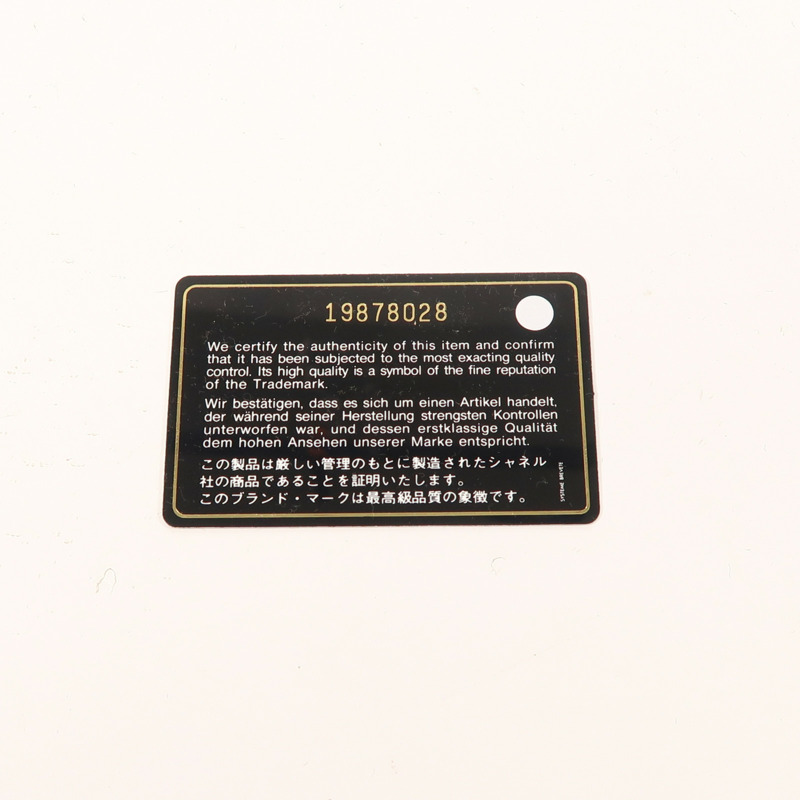 19878028
We certify the authenticity of this item and confirm
that it has been subjected to the most exacting quality
control. Its high quality is a symbol of the fine reputation
of the Trademark.
Wir bestätigen, dass es sich um einen Artikel handelt,
der während seiner Herstellung strengsten Kontrollen
unterworfen war, und dessen erstklassige Qualität
dem hohen Ansehen unserer Marke entspricht.
この製品は厳しい管理のもとに製造されたシャネル
社の商品であることを証明いたします。
このブランド・マークは最高級品質の象徴です。
SYSTEME BREVETE